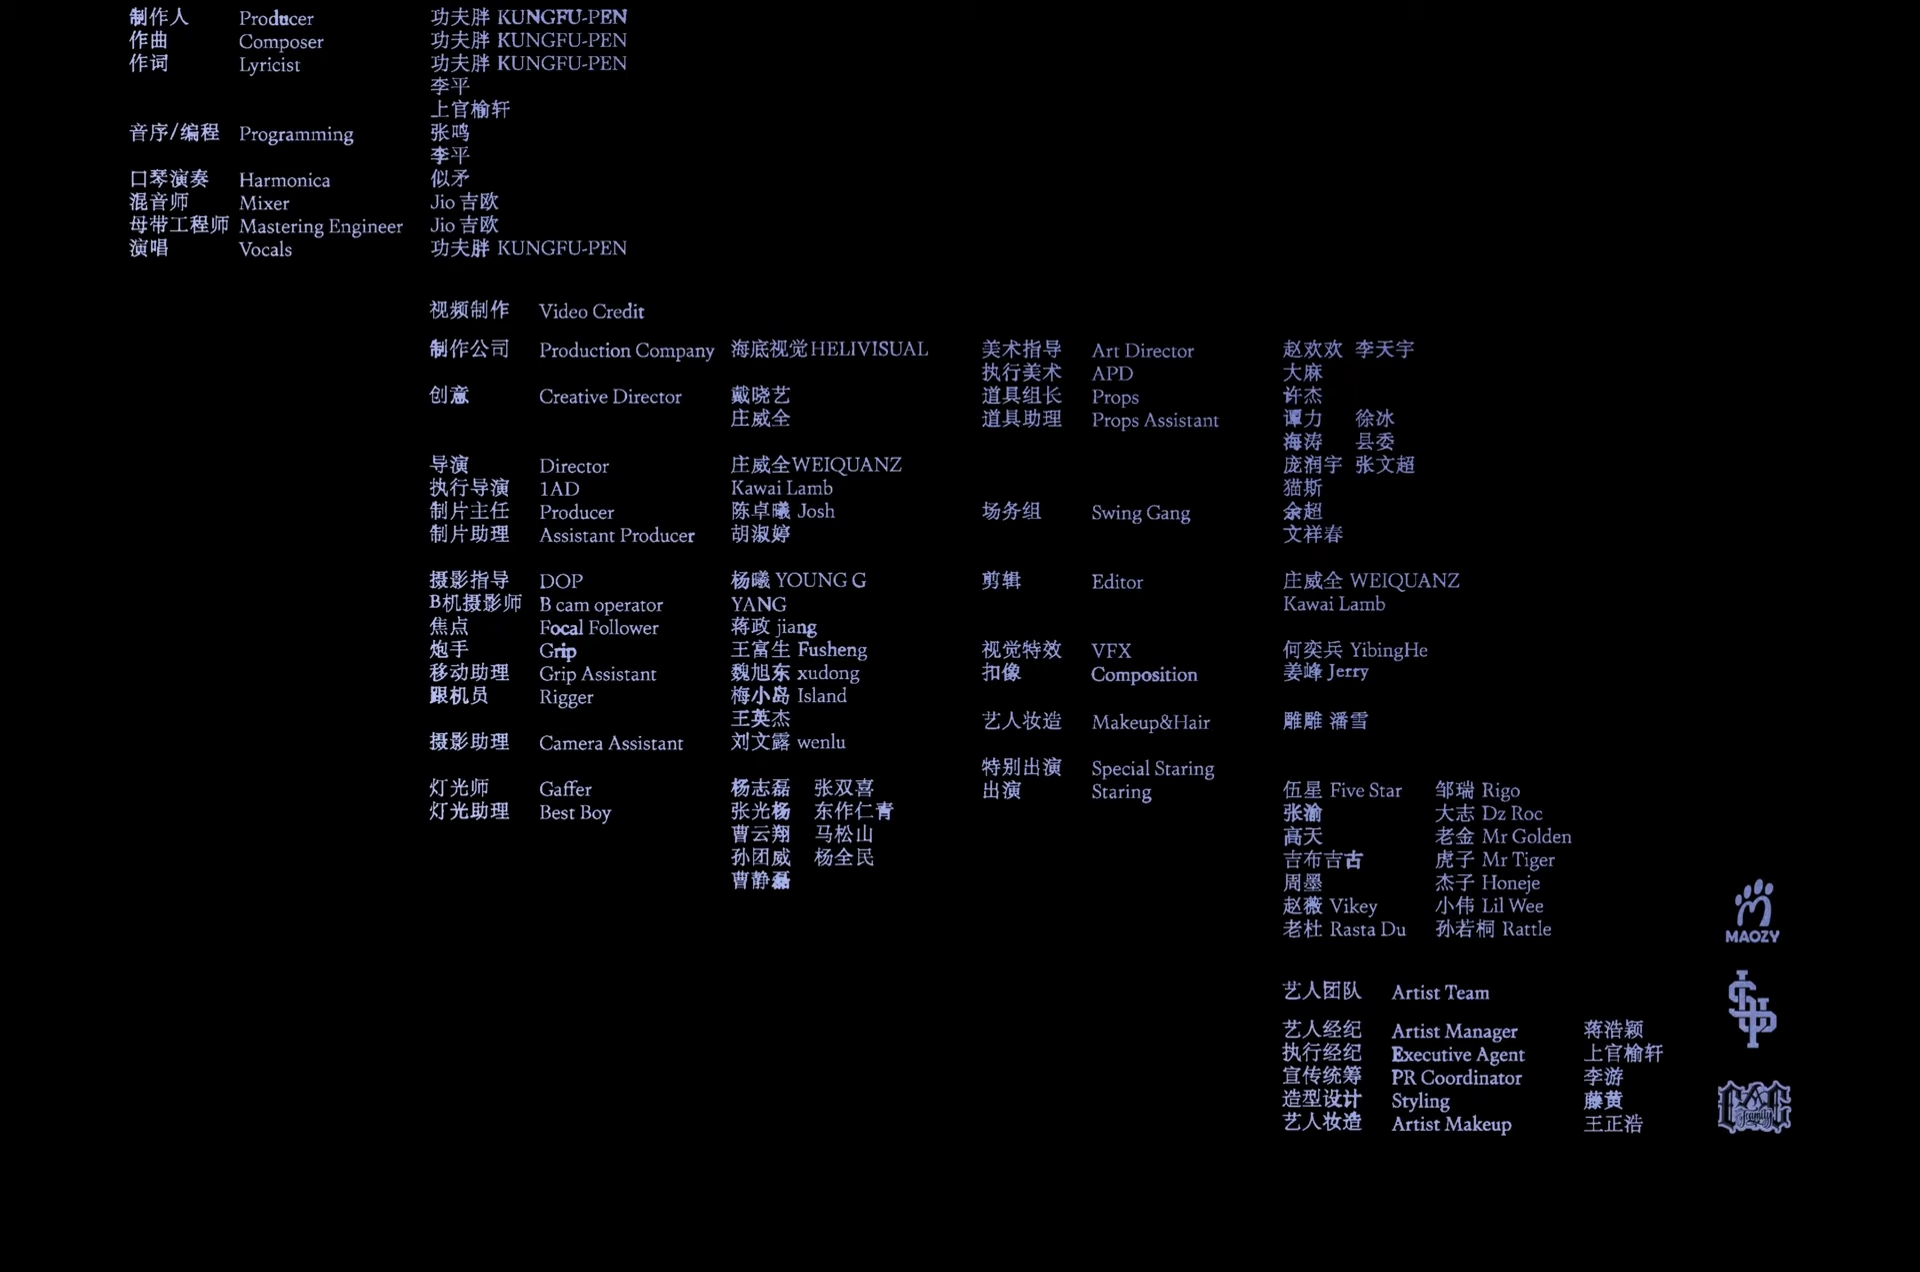 制作人 Producer 功夫胖 KUNGFU-PEN
作曲 Composer 功夫胖 KUNGFU-PEN
作词 Lyricist 功夫胖 KUNGFU-PEN
李平
上官榆轩
音序/编程 Programming 张鸣
李平
口琴演奏 Harmonica 似矛
混音师 Mixer Jio 吉欧
母带工程师 Mastering Engineer Jio 吉欧
演唱 Vocals 功夫胖 KUNGFU-PEN
视频制作 Video Credit
制作公司 Production Company 海底视觉HELIVISUAL
创意 Creative Director 戴晓艺
庄威全
导演 Director 庄威全WEIQUANZ
执行导演 1AD Kawai Lamb
制片主任 Producer 陈卓曦 Josh
制片助理 Assistant Producer 胡淑婷
摄影指导 DOP 杨曦 YOUNG G
B机摄影师 B cam operator YANG
焦点 Focal Follower 蒋政 jiang
炮手 Grip 王富生 Fusheng
移动助理 Grip Assistant 魏旭东 xudong
跟机员 Rigger 梅小岛 Island
王英杰
摄影助理 Camera Assistant 刘文露 wenlu
灯光师 Gaffer 杨志磊 张双喜
灯光助理 Best Boy 张光杨 东作仁青
曹云翔 马松山
孙团威 杨全民
曹静磊
美术指导 Art Director 赵欢欢 李天宇
执行美术 APD 大麻
道具组长 Props 许杰
道具助理 Props Assistant 谭力 徐冰
海涛 县委
庞润宇 张文超
猫斯
场务组 Swing Gang 余超
文祥春
剪辑 Editor 庄威全 WEIQUANZ
Kawai Lamb
视觉特效 VFX 何奕兵 YibingHe
扣像 Composition 姜峰 Jerry
艺人妆造 Makeup&Hair 雕雕 潘雪
特别出演 Special Staring
出演 Staring 伍星 Five Star 邹瑞 Rigo
张渝 大志 Dz Roc
高天 老金 Mr Golden
吉布吉古 虎子 Mr Tiger
周墨 杰子 Honeje
赵薇 Vikey 小伟 Lil Wee
老杜 Rasta Du 孙若桐 Rattle
艺人团队 Artist Team
艺人经纪 Artist Manager 蒋浩颖
执行经纪 Executive Agent 上官榆轩
宣传统筹 PR Coordinator 李游
造型设计 Styling 藤黄
艺人妆造 Artist Makeup 王正浩
MAOZY